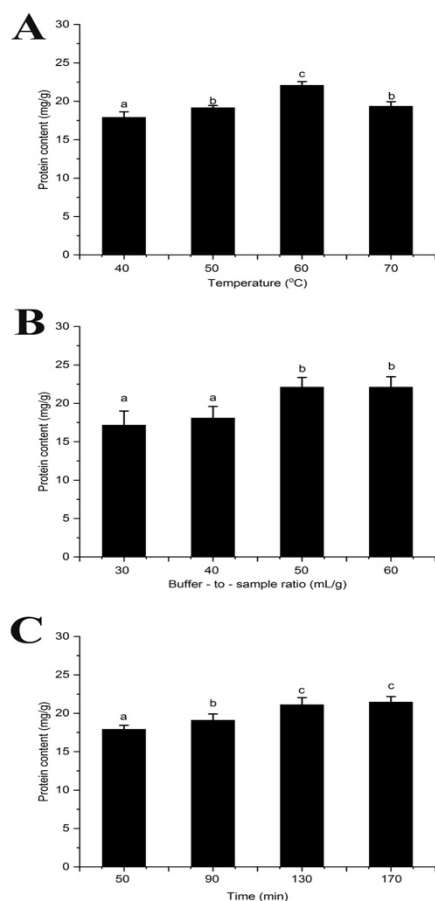 A
30
25
20
15
10
5
0
Protein content (mg/g)
a
b
c
b
40 50 60 70
Temperature (°C)
B
30
25
20
15
10
5
0
Protein content (mg/g)
a
a
b
b
30 40 50 60
Buffer - to - sample ratio (mL/g)
C
30
25
20
15
10
5
0
Protein content (mg/g)
a
b
c
c
50 90 130 170
Time (min)